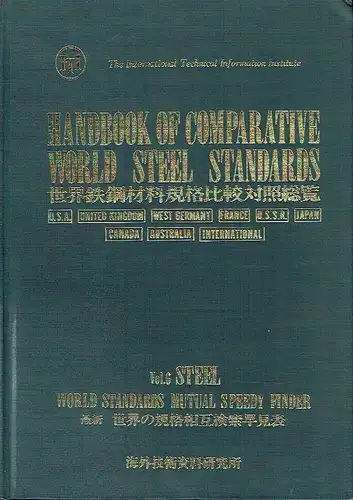 The International Technical Information Institute
HANDBOOK OF COMPARATIVE
WORLD STEEL STANDARDS
世界鉄鋼材料規格比較対照総覧
U.S.A. UNITED KINGDOM WEST GERMANY FRANCE U.S.S.R. JAPAN
CANADA AUSTRALIA INTERNATIONAL
Vol.6 STEEL
WORLD STANDARDS MUTUAL SPEEDY FINDER
最新 世界の規格相互検索早見表
海外技術資料研究所